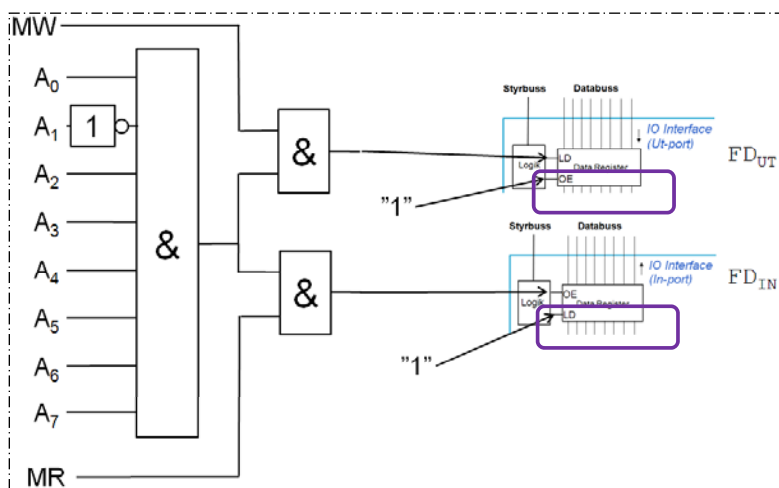 MW
A0
A1
1
A2
A3
A4
A5
A6
A7
MR
&
&
&
Styrbuss
Databuss
IO Interface
(Ut-port)
Logik
LD
Data Register
OE
"1"
FDUT
Styrbuss
Databuss
IO Interface
(In-port)
Logik
OE
Data Register
LD
"1"
FDIN